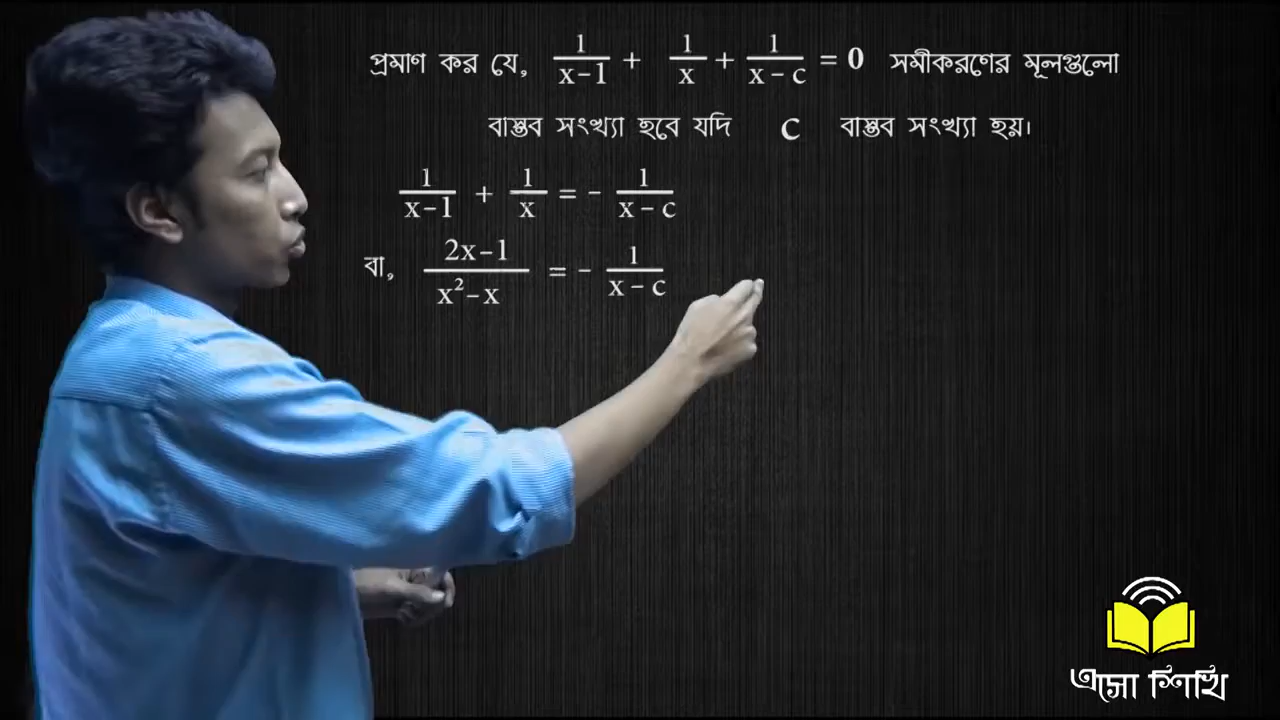 প্রমাণ কর যে, 1/(x-1) + 1/x + 1/(x-c) = 0 সমীকরণের মূলগুলো
বাস্তব সংখ্যা হবে যদি c বাস্তব সংখ্যা হয়।
1/(x-1) + 1/x = - 1/(x-c)
বা, (2x-1)/(x²-x) = - 1/(x-c)
এসো শিখি